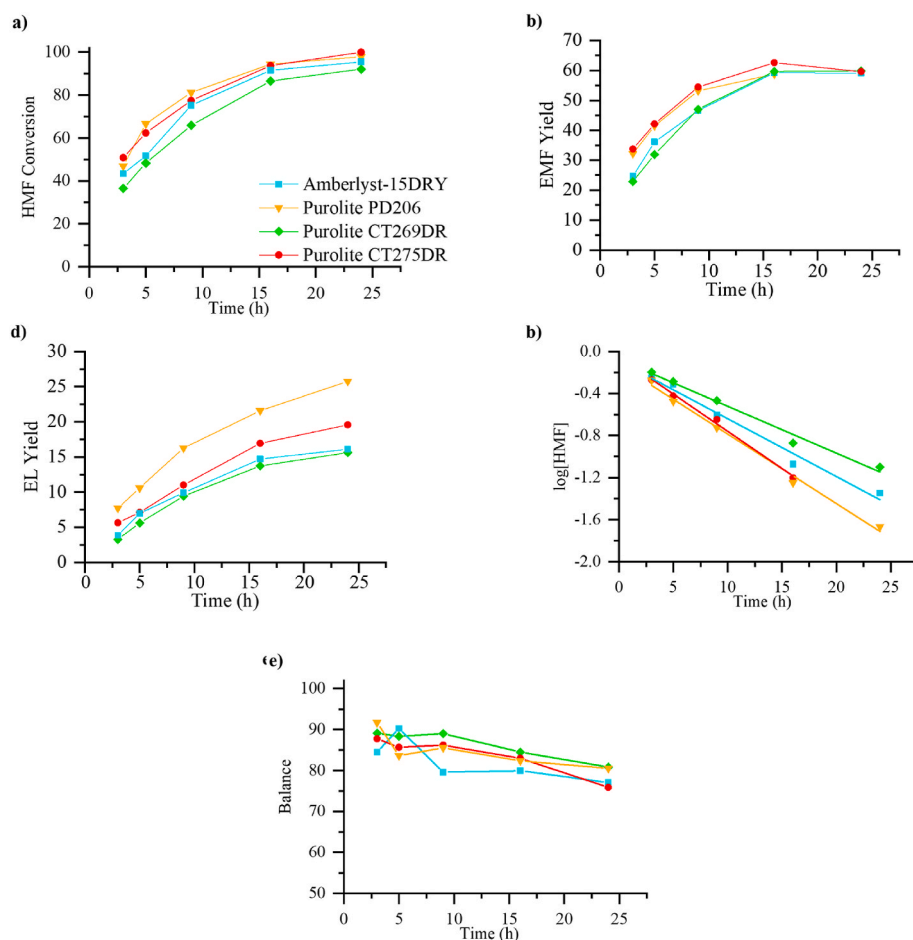 a)
HMF Conversion
100
80
60
40
20
0
0 5 10 15 20 25
Time (h)
Amberlyst-15DRY
Purolite PD206
Purolite CT269DR
Purolite CT275DR
b)
EMF Yield
70
60
50
40
30
20
10
0
0 5 10 15 20 25
Time (h)
d)
EL Yield
30
25
20
15
10
5
0
0 5 10 15 20 25
Time (h)
b)
log[HMF]
0.0
-0.4
-0.8
-1.2
-1.6
-2.0
0 5 10 15 20 25
Time (h)
e)
Balance
100
90
80
70
60
50
0 5 10 15 20 25
Time (h)